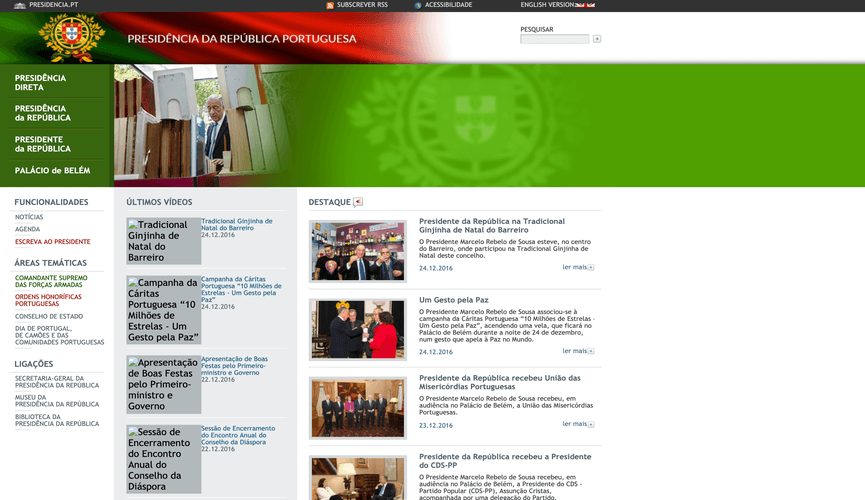 PRESIDENCIA.PT
SUBSCREVER RSS
ACESSIBILIDADE
ENGLISH VERSION
PRESIDÊNCIA DA REPÚBLICA PORTUGUESA
PESQUISAR
PRESIDÊNCIA
DIRETA
PRESIDÊNCIA
da REPÚBLICA
PRESIDENTE
da REPÚBLICA
PALÁCIO de BELÉM
FUNCIONALIDADES
NOTÍCIAS
AGENDA
ESCREVA AO PRESIDENTE
ÁREAS TEMÁTICAS
COMANDANTE SUPREMO
DAS FORÇAS ARMADAS
ORDENS HONORÍFICAS
PORTUGUESAS
CONSELHO DE ESTADO
DIA DE PORTUGAL,
DE CAMÕES E DAS
COMUNIDADES PORTUGUESAS
LIGAÇÕES
SECRETARIA-GERAL DA
PRESIDÊNCIA DA REPÚBLICA
MUSEU DA
PRESIDÊNCIA DA REPÚBLICA
BIBLIOTECA DA
PRESIDÊNCIA DA REPÚBLICA
ÚLTIMOS VÍDEOS
Tradicional
Ginjinha de
Natal do
Barreiro
Tradicional Ginjinha de
Natal do Barreiro
24.12.2016
Campanha da
Cáritas
Portuguesa “10
Milhões de
Estrelas - Um
Gesto pela Paz”
Campanha da Cáritas
Portuguesa “10 Milhões de
Estrelas - Um Gesto pela
Paz”
24.12.2016
Apresentação
de Boas Festas
pelo Primeiro-
ministro e
Governo
Apresentação de Boas
Festas pelo Primeiro-
ministro e Governo
22.12.2016
Sessão de
Encerramento
do Encontro
Anual do
Conselho da
Diáspora
Sessão de Encerramento
do Encontro Anual do
Conselho da Diáspora
22.12.2016
DESTAQUE
Presidente da República na Tradicional
Ginjinha de Natal do Barreiro
O Presidente Marcelo Rebelo de Sousa esteve, no centro
do Barreiro, onde participou na Tradicional Ginjinha de
Natal deste concelho.
24.12.2016
ler mais
Um Gesto pela Paz
O Presidente Marcelo Rebelo de Sousa associou-se à
campanha da Cáritas Portuguesa “10 Milhões de Estrelas -
Um Gesto pela Paz”, acendendo uma vela, que ficará no
Palácio de Belém durante a noite de 24 de dezembro,
num gesto que apela à Paz no Mundo.
24.12.2016
ler mais
Presidente da República recebeu União das
Misericórdias Portuguesas
O Presidente Marcelo Rebelo de Sousa recebeu, em
audiência no Palácio de Belém, a União das Misericórdias
Portuguesas.
23.12.2016
ler mais
Presidente da República recebeu a Presidente
do CDS-PP
O Presidente Marcelo Rebelo de Sousa recebeu, em
audiência no Palácio de Belém, a Presidente do CDS -
Partido Popular (CDS-PP), Assunção Cristas,
acompanhada por uma delegação do Partido.